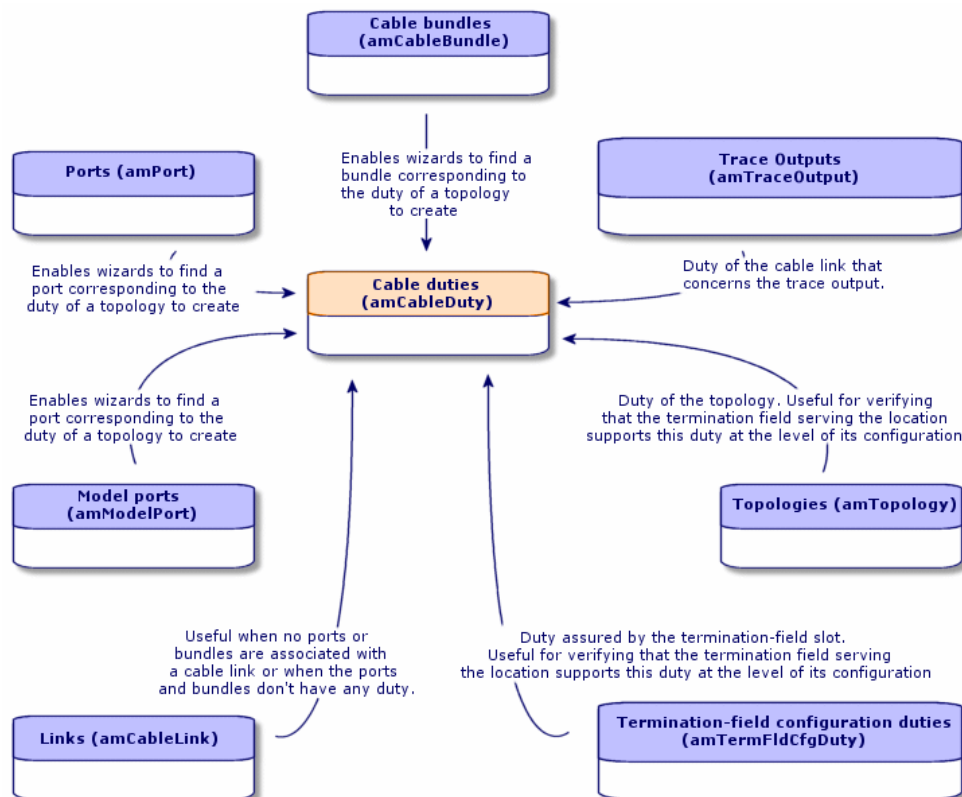 Cable bundles
(amCableBundle)
Enables wizards to find a
bundle corresponding to
the duty of a topology
to create
Ports (amPort)
Trace Outputs
(amTraceOutput)
Enables wizards to find a
port corresponding to the
duty of a topology to create
Cable duties
(amCableDuty)
Duty of the cable link that
concerns the trace output.
Enables wizards to find a
port corresponding to the
duty of a topology to create
Duty of the topology. Useful for verifying
that the termination field serving the location
supports this duty at the level of its configuration
Model ports
(amModelPort)
Topologies (amTopology)
Useful when no ports or
bundles are associated with
a cable link or when the ports
and bundles don't have any duty.
Duty assured by the termination-field slot.
Useful for verifying that the termination field serving
the location supports this duty at the level of its configuration
Links (amCableLink)
Termination-field configuration duties
(amTermFldCfgDuty)